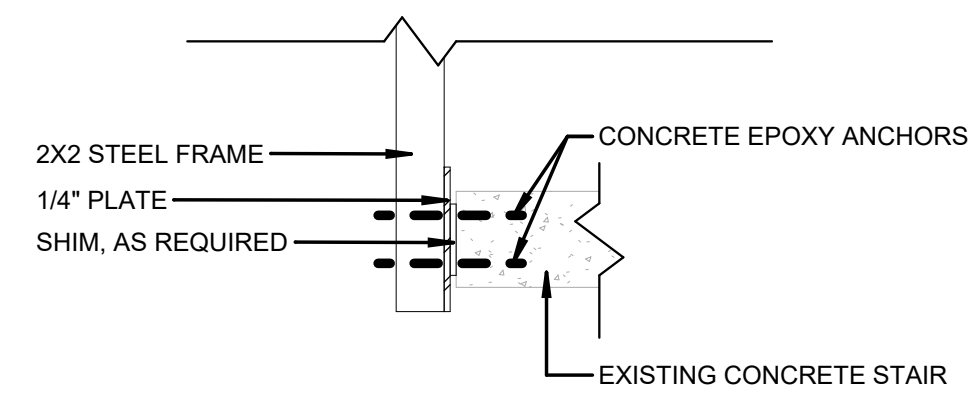 CONCRETE EPOXY ANCHORS
2X2 STEEL FRAME
1/4" PLATE
SHIM, AS REQUIRED
EXISTING CONCRETE STAIR